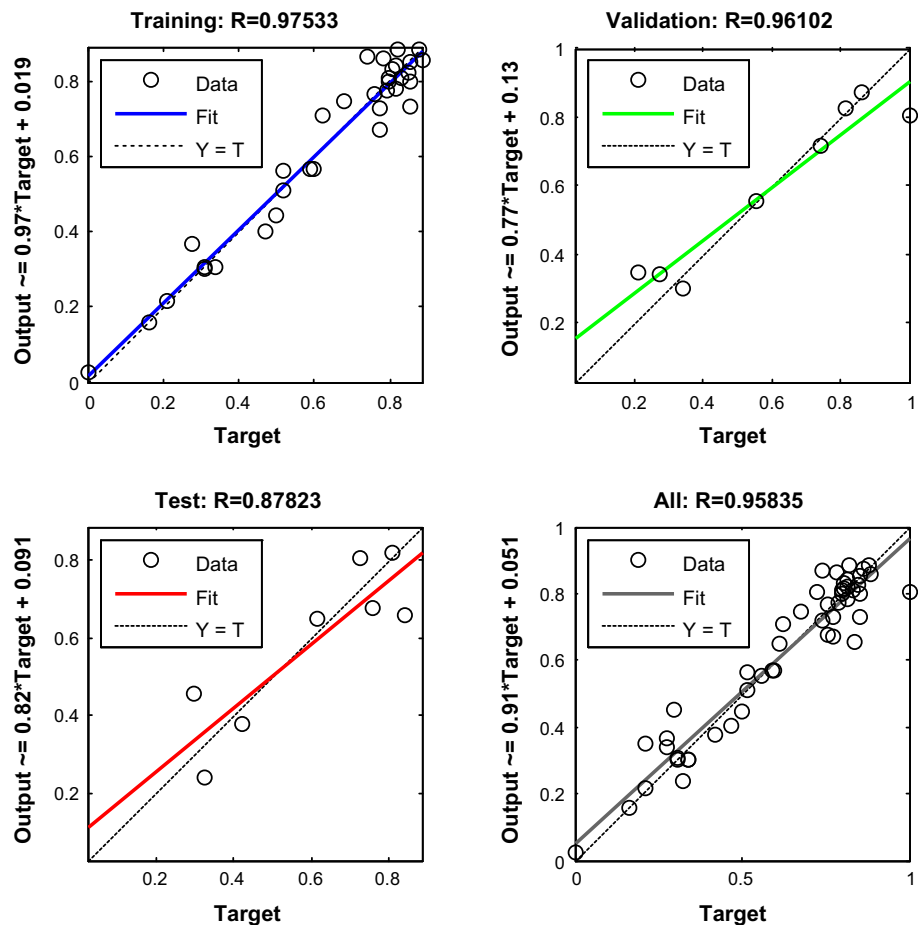 Training: R=0.97533
Output ~= 0.97*Target + 0.019
0.8
0.6
0.4
0.2
0
Data
Fit
Y = T
0 0.2 0.4 0.6 0.8
Target
Validation: R=0.96102
Output ~= 0.77*Target + 0.13
1
0.8
0.6
0.4
0.2
Data
Fit
Y = T
0.2 0.4 0.6 0.8 1
Target
Test: R=0.87823
Output ~= 0.82*Target + 0.091
0.8
0.6
0.4
0.2
Data
Fit
Y = T
0.2 0.4 0.6 0.8
Target
All: R=0.95835
Output ~= 0.91*Target + 0.051
1
0.8
0.6
0.4
0.2
0
Data
Fit
Y = T
0 0.5 1
Target